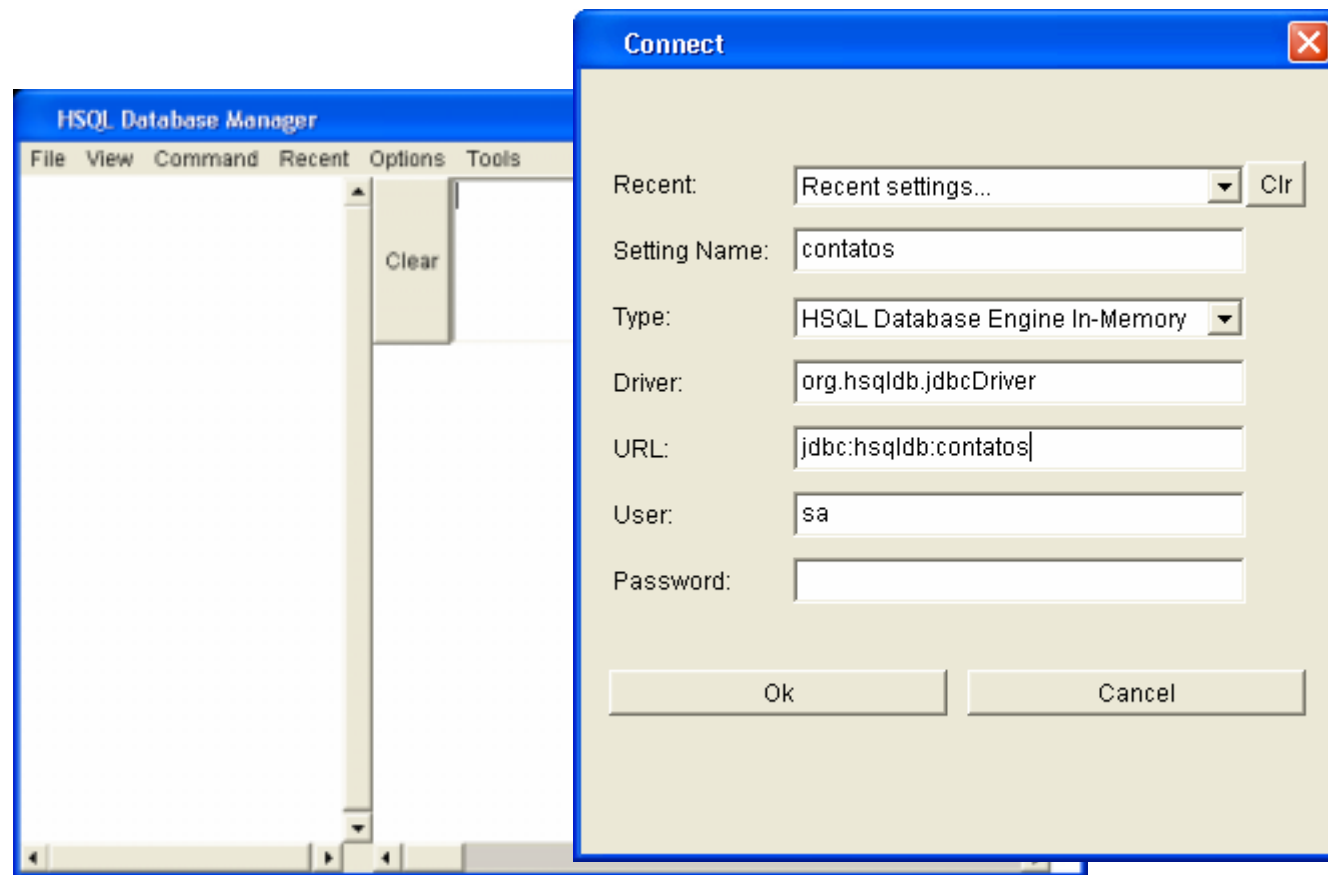 Connect
HSQL Database Manager
File View Command Recent Options Tools
Clear
Recent: Recent settings... Clr
Setting Name: contatos
Type: HSQL Database Engine In-Memory
Driver: org.hsqldb.jdbcDriver
URL: jdbc:hsqldb:contatos
User: sa
Password:
Ok Cancel